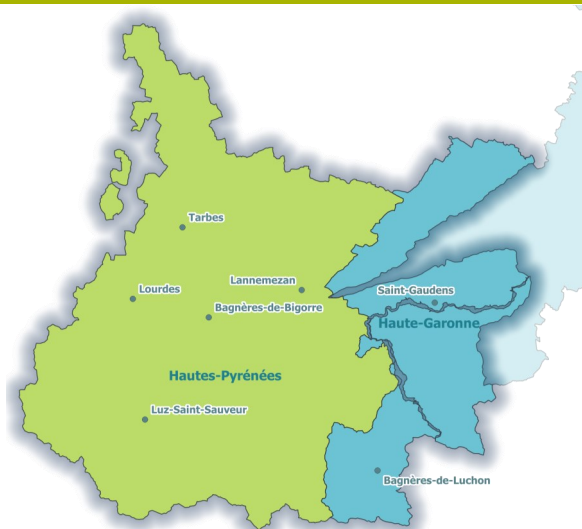 Tarbes
Lannemezan
Saint-Gaudens
Lourdes
Bagnères-de-Bigorre
Haute-Garonne
Hautes-Pyrénées
Luz-Saint-Sauveur
Bagnères-de-Luchon